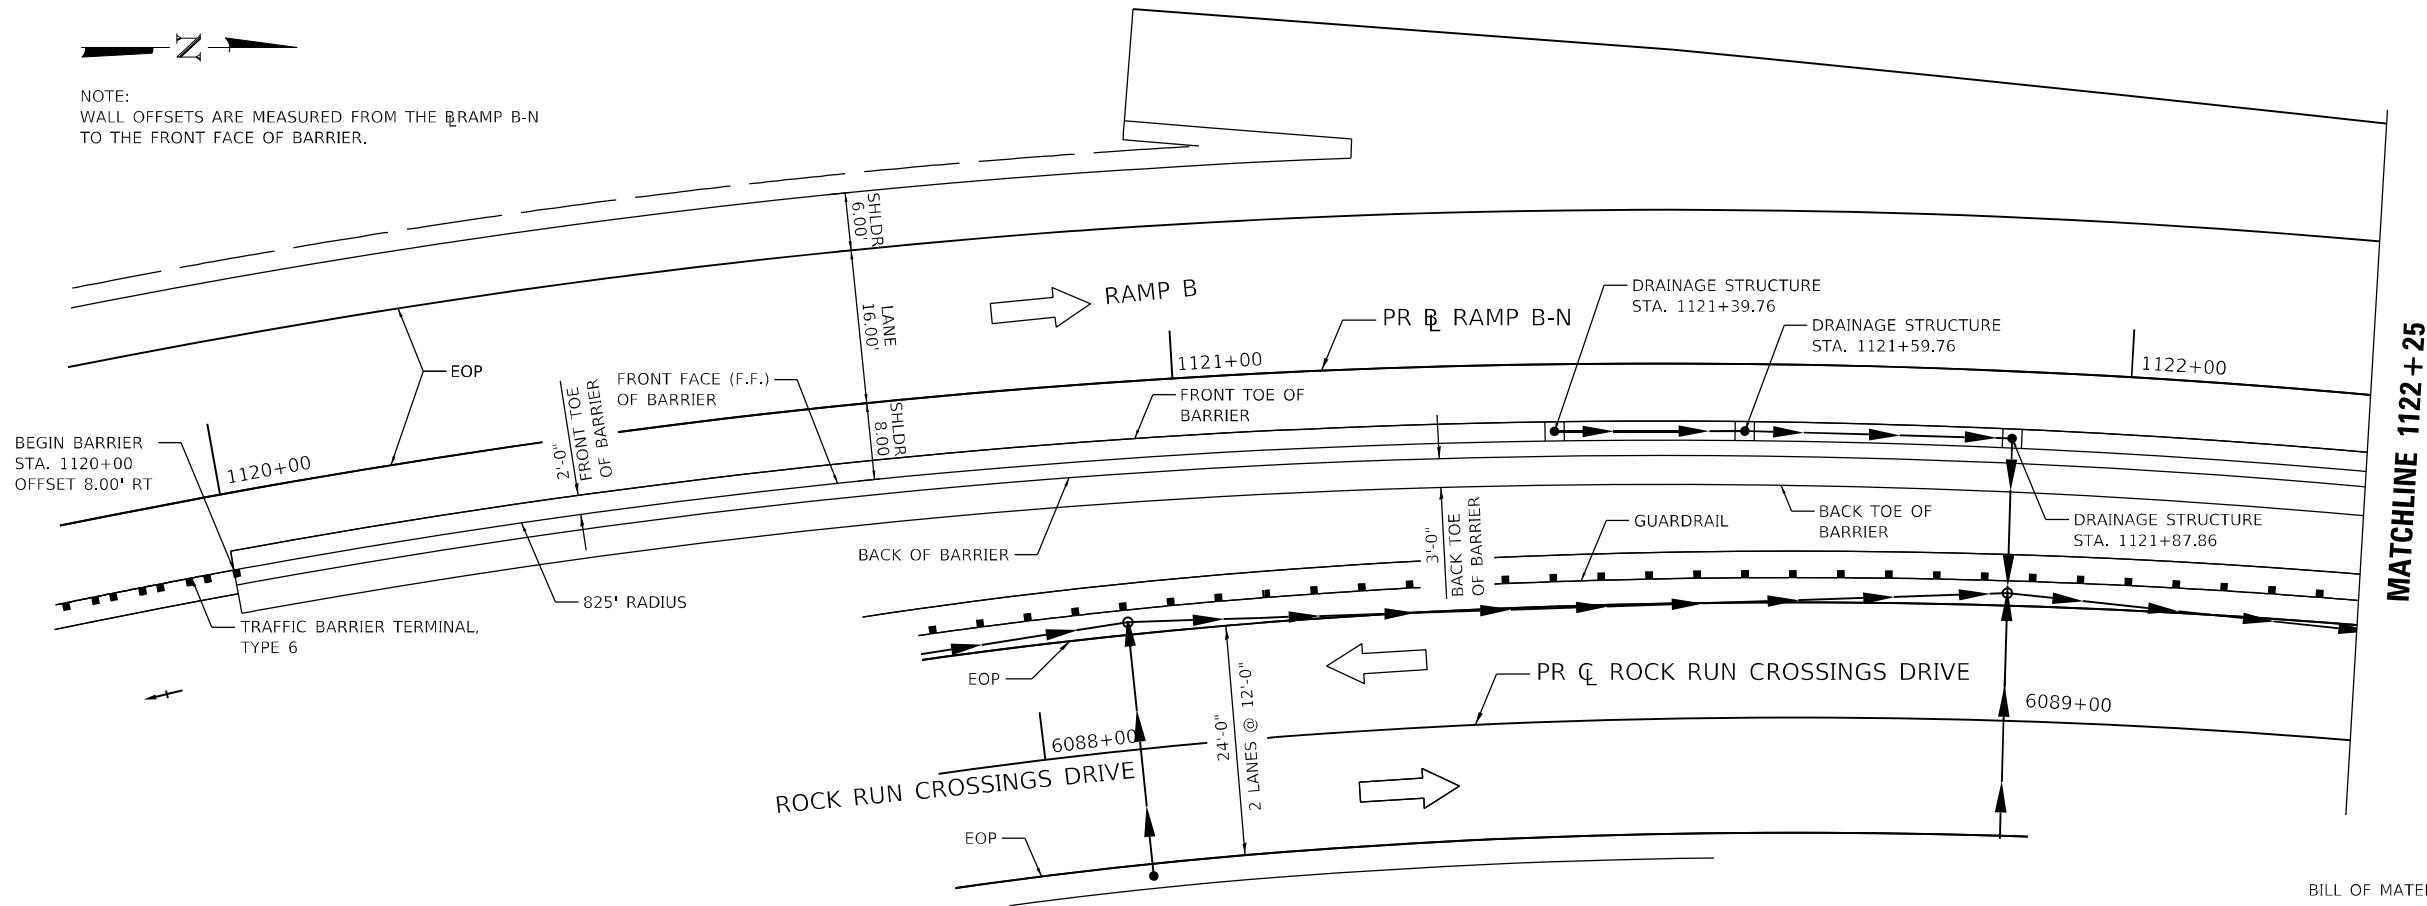 N
NOTE:
WALL OFFSETS ARE MEASURED FROM THE BL RAMP B-N
TO THE FRONT FACE OF BARRIER.
SHLDR
6.00'
LANE
16.00'
SHLDR
8.00'
RAMP B
PR BL RAMP B-N
DRAINAGE STRUCTURE
STA. 1121+39.76
DRAINAGE STRUCTURE
STA. 1121+59.76
1121+00
1122+00
MATCHLINE 1122+25
EOP
FRONT FACE (F.F.)
OF BARRIER
2'-0"
FRONT TOE
OF BARRIER
FRONT TOE OF
BARRIER
BEGIN BARRIER
STA. 1120+00
OFFSET 8.00' RT
1120+00
BACK OF BARRIER
3'-0"
BACK TOE
OF BARRIER
GUARDRAIL
BACK TOE OF
BARRIER
DRAINAGE STRUCTURE
STA. 1121+87.86
825' RADIUS
TRAFFIC BARRIER TERMINAL,
TYPE 6
EOP
PR CL ROCK RUN CROSSINGS DRIVE
6088+00
6089+00
24'-0"
2 LANES @ 12'-0"
ROCK RUN CROSSINGS DRIVE
EOP
BILL OF MATE